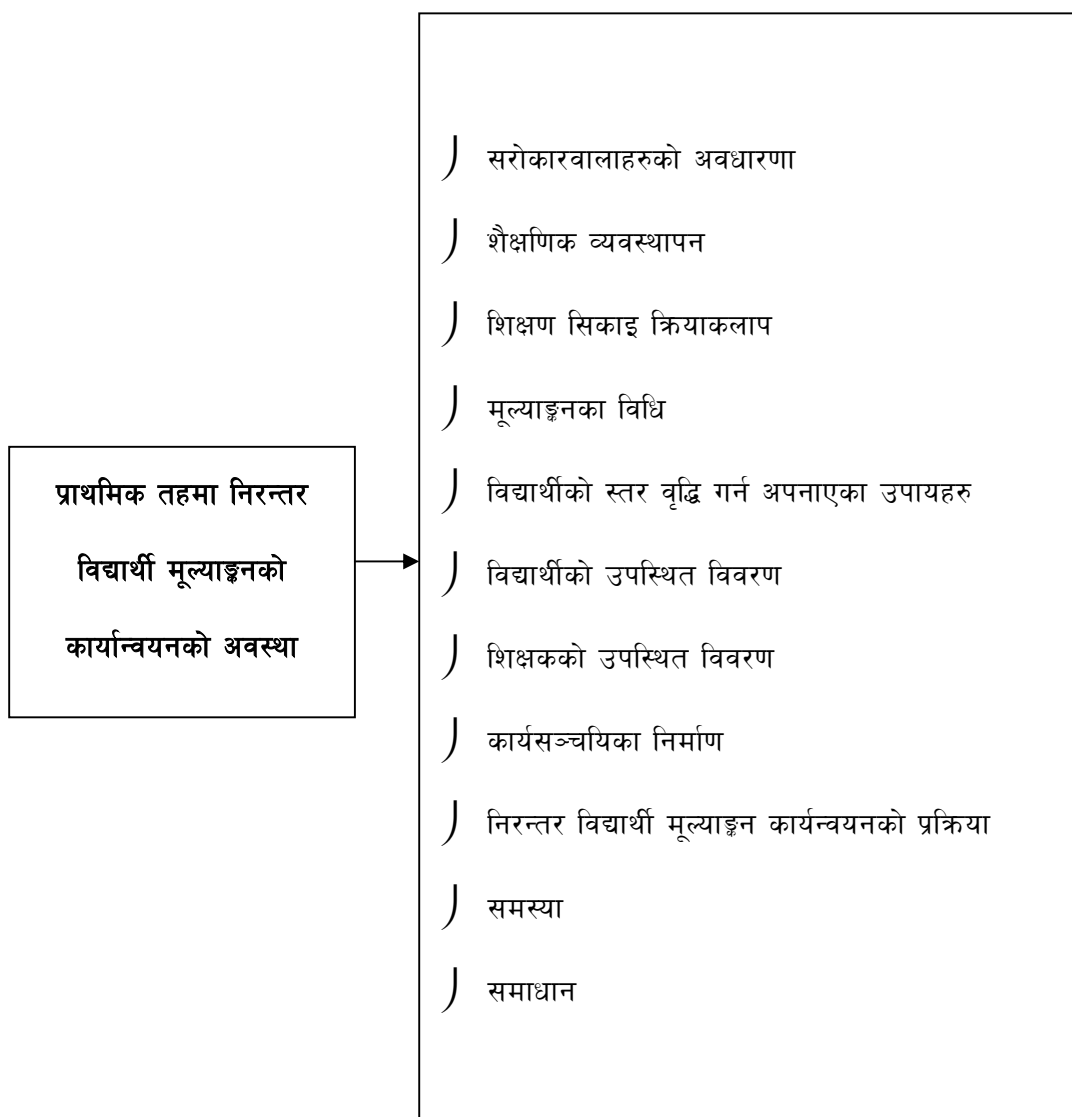 प्राथमिक तहमा निरन्तर
विद्यार्थी मूल्याङ्कनको
कार्यान्वयनको अवस्था
सरोकारवालाहरुको अवधारणा
शैक्षणिक व्यवस्थापन
शिक्षण सिकाइ क्रियाकलाप
मूल्याङ्कनका विधि
विद्यार्थीको स्तर वृद्धि गर्न अपनाएका उपायहरु
विद्यार्थीको उपस्थित विवरण
शिक्षकको उपस्थित विवरण
कार्यसञ्चयिका निर्माण
निरन्तर विद्यार्थी मूल्याङ्कन कार्यन्वयनको प्रक्रिया
समस्या
समाधान